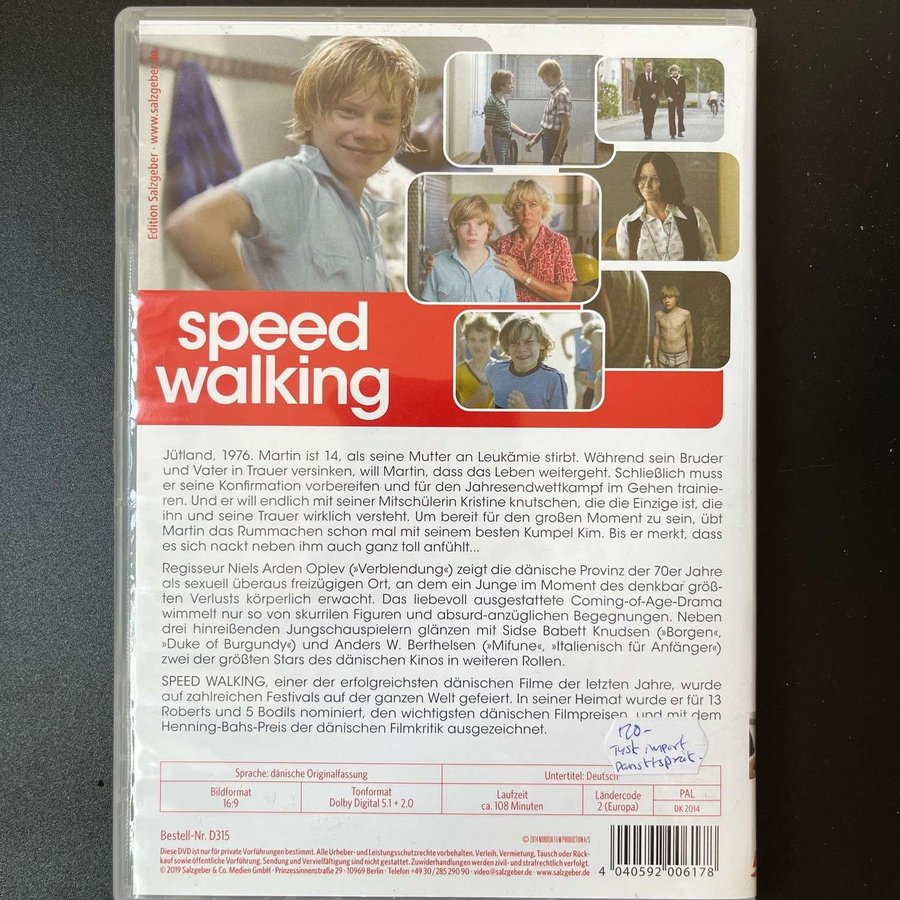 Edition Salzgeber · www.salzgeber.de
speed
walking
Jütland, 1976. Martin ist 14, als seine Mutter an Leukämie stirbt. Während sein Bruder
und Vater in Trauer versinken, will Martin, dass das Leben weitergeht. Schließlich muss
er seine Konfirmation vorbereiten und für den Jahresendwettkampf im Gehen trainie-
ren. Und er will endlich mit seiner Mitschülerin Kristine knutschen, die die Einzige ist, die
ihn und seine Trauer wirklich versteht. Um bereit für den großen Moment zu sein, übt
Martin das Rummachen schon mal mit seinem besten Kumpel Kim. Bis er merkt, dass
es sich nackt neben ihm auch ganz toll anfühlt...
Regisseur Niels Arden Oplev (»Verblendung«) zeigt die dänische Provinz der 70er Jahre
als sexuell überaus freizügigen Ort, an dem ein Junge im Moment des denkbar größ-
ten Verlusts körperlich erwacht. Das liebevoll ausgestattete Coming-of-Age-Drama
wimmelt nur so von skurrilen Figuren und absurd-anzüglichen Begegnungen. Neben
drei hinreißenden Jungschauspielern glänzen mit Sidse Babett Knudsen (»Borgen«,
»Duke of Burgundy«) und Anders W. Berthelsen (»Mifune«, »Italienisch für Anfänger«)
zwei der größten Stars des dänischen Kinos in weiteren Rollen.
SPEED WALKING, einer der erfolgreichsten dänischen Filme der letzten Jahre, wurde
auf zahlreichen Festivals auf der ganzen Welt gefeiert. In seiner Heimat wurde er für 13
Roberts und 5 Bodils nominiert, den wichtigsten dänischen Filmpreisen, und mit dem
Henning-Bahs-Preis der dänischen Filmkritik ausgezeichnet.
120-
Tysk import
Dansk tspråk-
Sprache: dänische Originalfassung
Untertitel: Deutsch
Bildformat
16:9
Tonformat
Dolby Digital 5.1 + 2.0
Laufzeit
ca. 108 Minuten
Ländercode
2 (Europa)
PAL
DK 2014
Bestell-Nr. D315
© 2014 NORDISK FILM PRODUCTION A/S
Diese DVD ist nur für private Vorführungen bestimmt. Alle Urheber- und Leistungsschutzrechte vorbehalten. Verleih, Vermietung, Tausch oder Rück-
kauf sowie öffentliche Vorführung, Sendung und Vervielfältigung sind nicht gestattet. Zuwiderhandlungen werden zivil- und strafrechtlich verfolgt.
© 2019 Salzgeber & Co. Medien GmbH · Prinzessinnenstraße 29 · 10969 Berlin · Telefon +49 30 / 285 290 90 · video@salzgeber.de · www.salzgeber.de
4 040592 006178